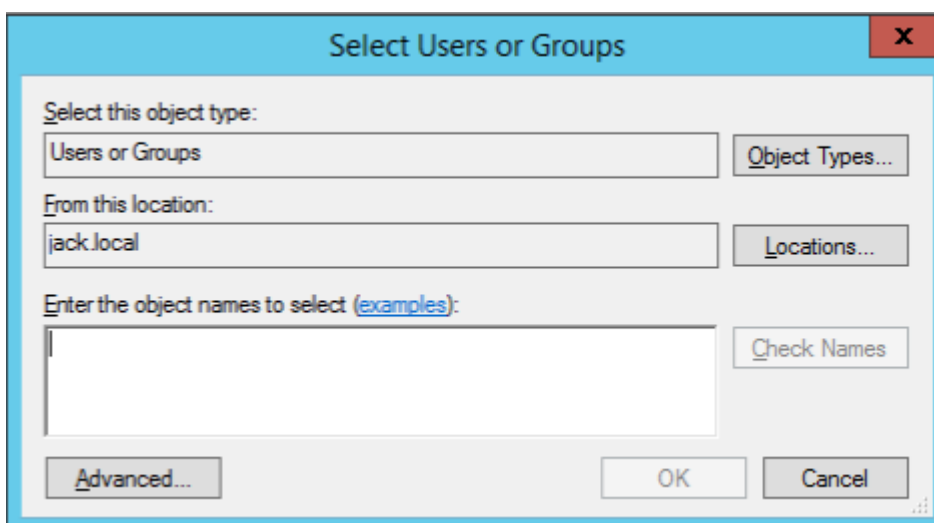 Select Users or Groups
x
Select this object type:
Users or Groups
Object Types...
From this location:
jack.local
Locations...
Enter the object names to select (examples):
Check Names
Advanced...
OK
Cancel